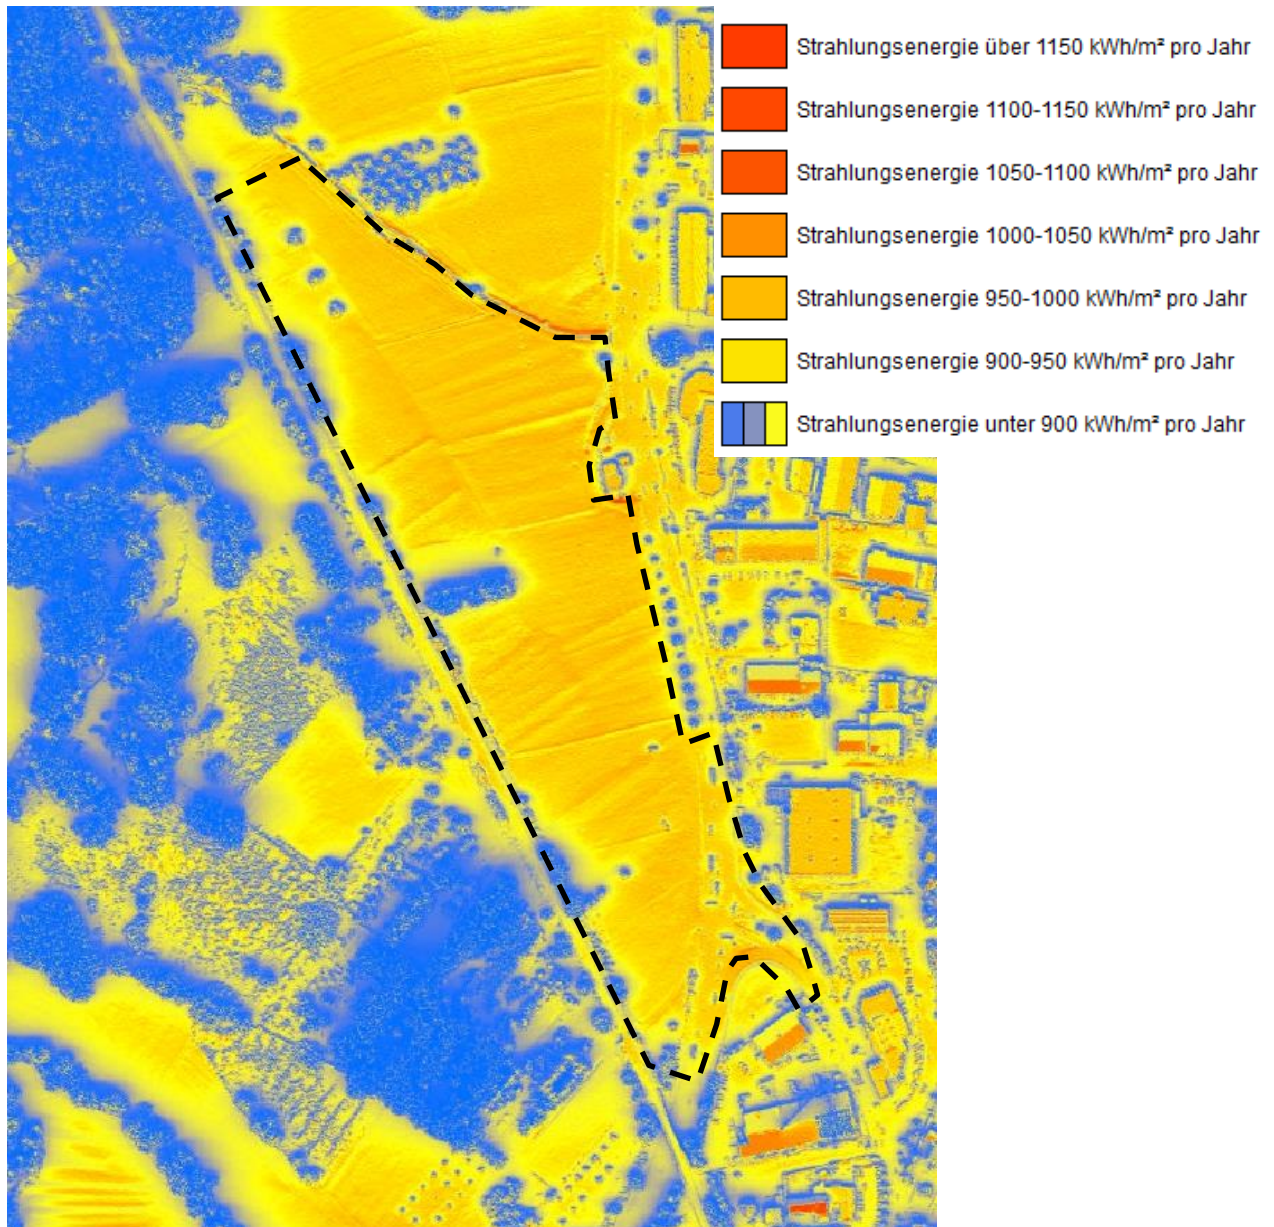 Strahlungsenergie über 1150 kWh/m² pro Jahr
Strahlungsenergie 1100-1150 kWh/m² pro Jahr
Strahlungsenergie 1050-1100 kWh/m² pro Jahr
Strahlungsenergie 1000-1050 kWh/m² pro Jahr
Strahlungsenergie 950-1000 kWh/m² pro Jahr
Strahlungsenergie 900-950 kWh/m² pro Jahr
Strahlungsenergie unter 900 kWh/m² pro Jahr